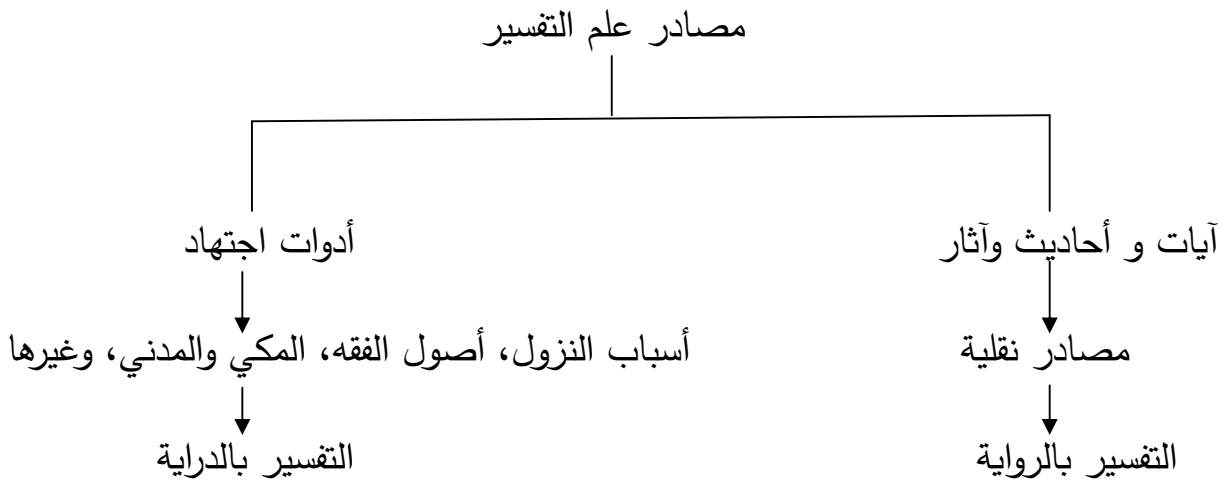 مصادر علم التفسير
آيات و أحاديث وآثار
أدوات اجتهاد
مصادر نقلية
أسباب النزول، أصول الفقه، المكي والمدني، وغيرها
التفسير بالرواية
التفسير بالدراية